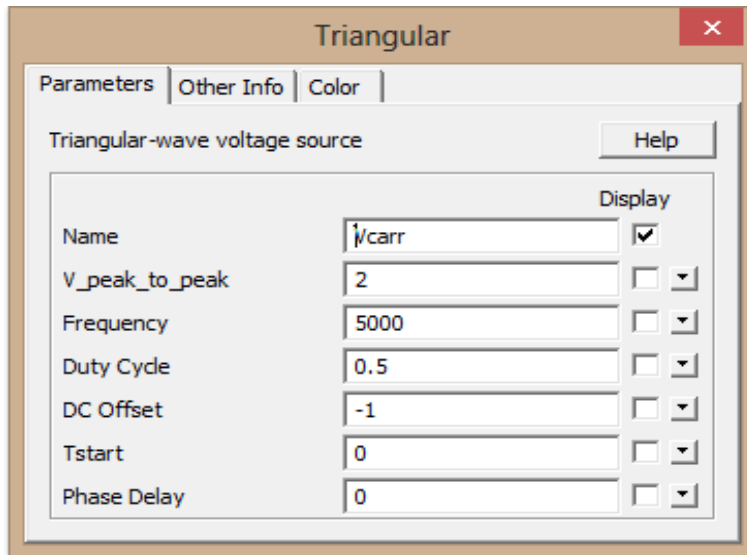 Triangular
Parameters Other Info Color
Triangular-wave voltage source Help
Display
Name Vcarr
V_peak_to_peak 2
Frequency 5000
Duty Cycle 0.5
DC Offset -1
Tstart 0
Phase Delay 0